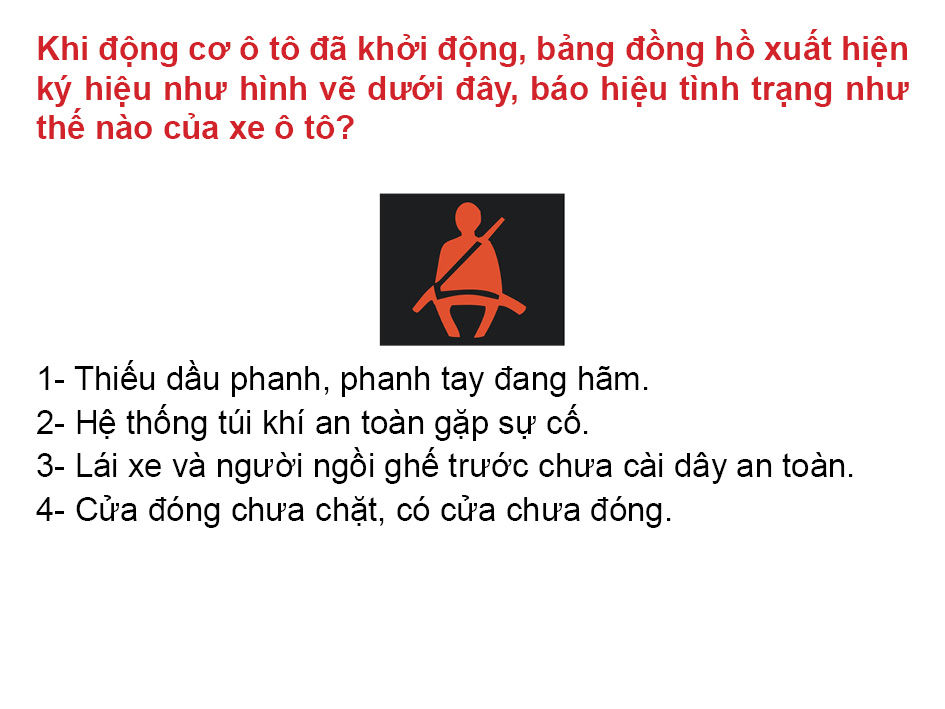 Khi động cơ ô tô đã khởi động, bảng đồng hồ xuất hiện
ký hiệu như hình vẽ dưới đây, báo hiệu tình trạng như
thế nào của xe ô tô?
1- Thiếu dầu phanh, phanh tay đang hãm.
2- Hệ thống túi khí an toàn gặp sự cố.
3- Lái xe và người ngồi ghế trước chưa cài dây an toàn.
4- Cửa đóng chưa chặt, có cửa chưa đóng.